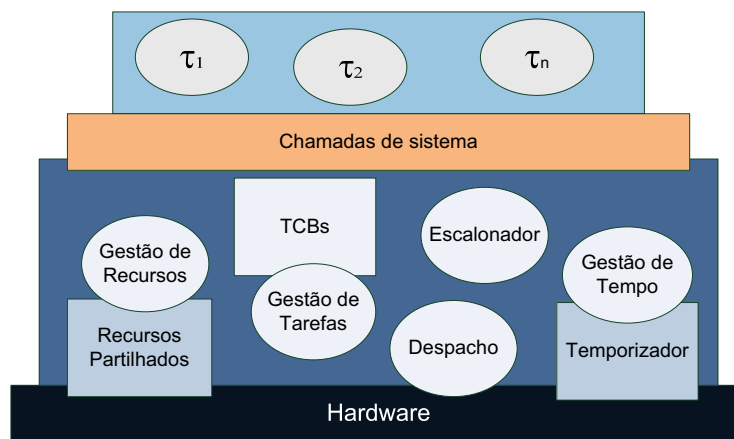 τ1
τ2
τn
Chamadas de sistema
TCBs
Escalonador
Gestão de
Recursos
Gestão de
Tempo
Gestão de
Tarefas
Recursos
Partilhados
Despacho
Temporizador
Hardware